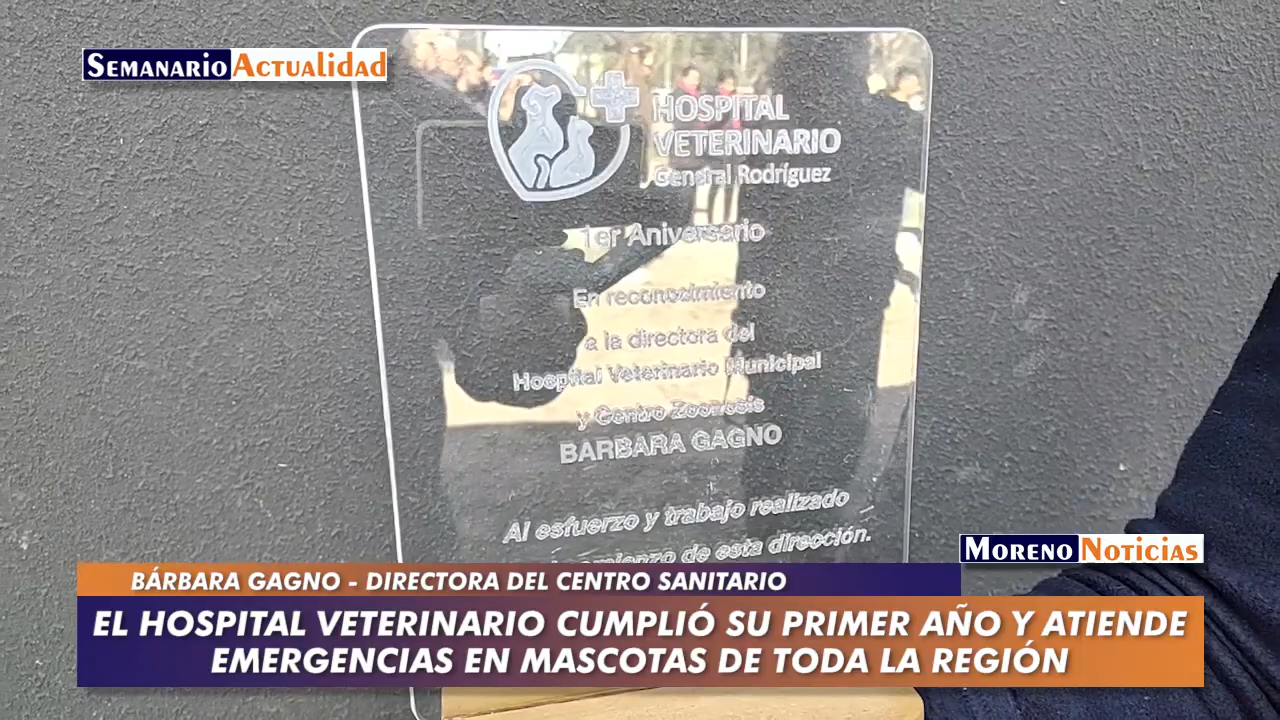 SEMANARIO ACTUALIDAD
HOSPITAL
VETERINARIO
General Rodríguez
1er Aniversario
En reconocimiento
a la directora del
Hospital Veterinario Municipal
y Centro Zoonosis
BARBARA GAGNO
Al esfuerzo y trabajo realizado
de esta dirección.
MORENO NOTICIAS
BÁRBARA GAGNO - DIRECTORA DEL CENTRO SANITARIO
EL HOSPITAL VETERINARIO CUMPLIÓ SU PRIMER AÑO Y ATIENDE
EMERGENCIAS EN MASCOTAS DE TODA LA REGIÓN